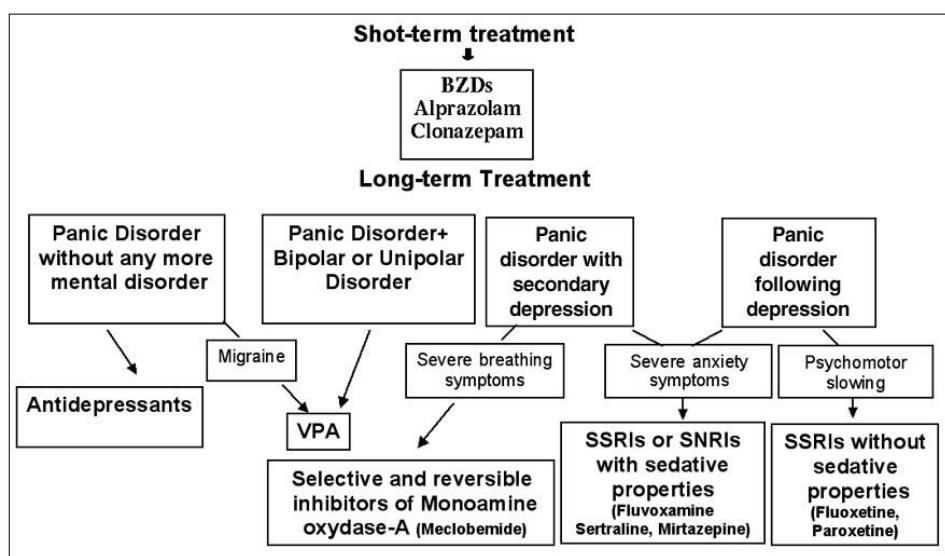 Shot-term treatment
BZDs
Alprazolam
Clonazepam
Long-term Treatment
Panic Disorder
without any more
mental disorder
Panic Disorder+
Bipolar or Unipolar
Disorder
Panic
disorder with
secondary
depression
Panic
disorder
following
depression
Migraine
Severe breathing
symptoms
Severe anxiety
symptoms
Psychomotor
slowing
Antidepressants
VPA
Selective and reversible
inhibitors of Monoamine
oxydase-A (Meclobemide)
SSRIs or SNRIs
with sedative
properties
(Fluvoxamine
Sertraline, Mirtazepine)
SSRIs without
sedative
properties
(Fluoxetine,
Paroxetine)